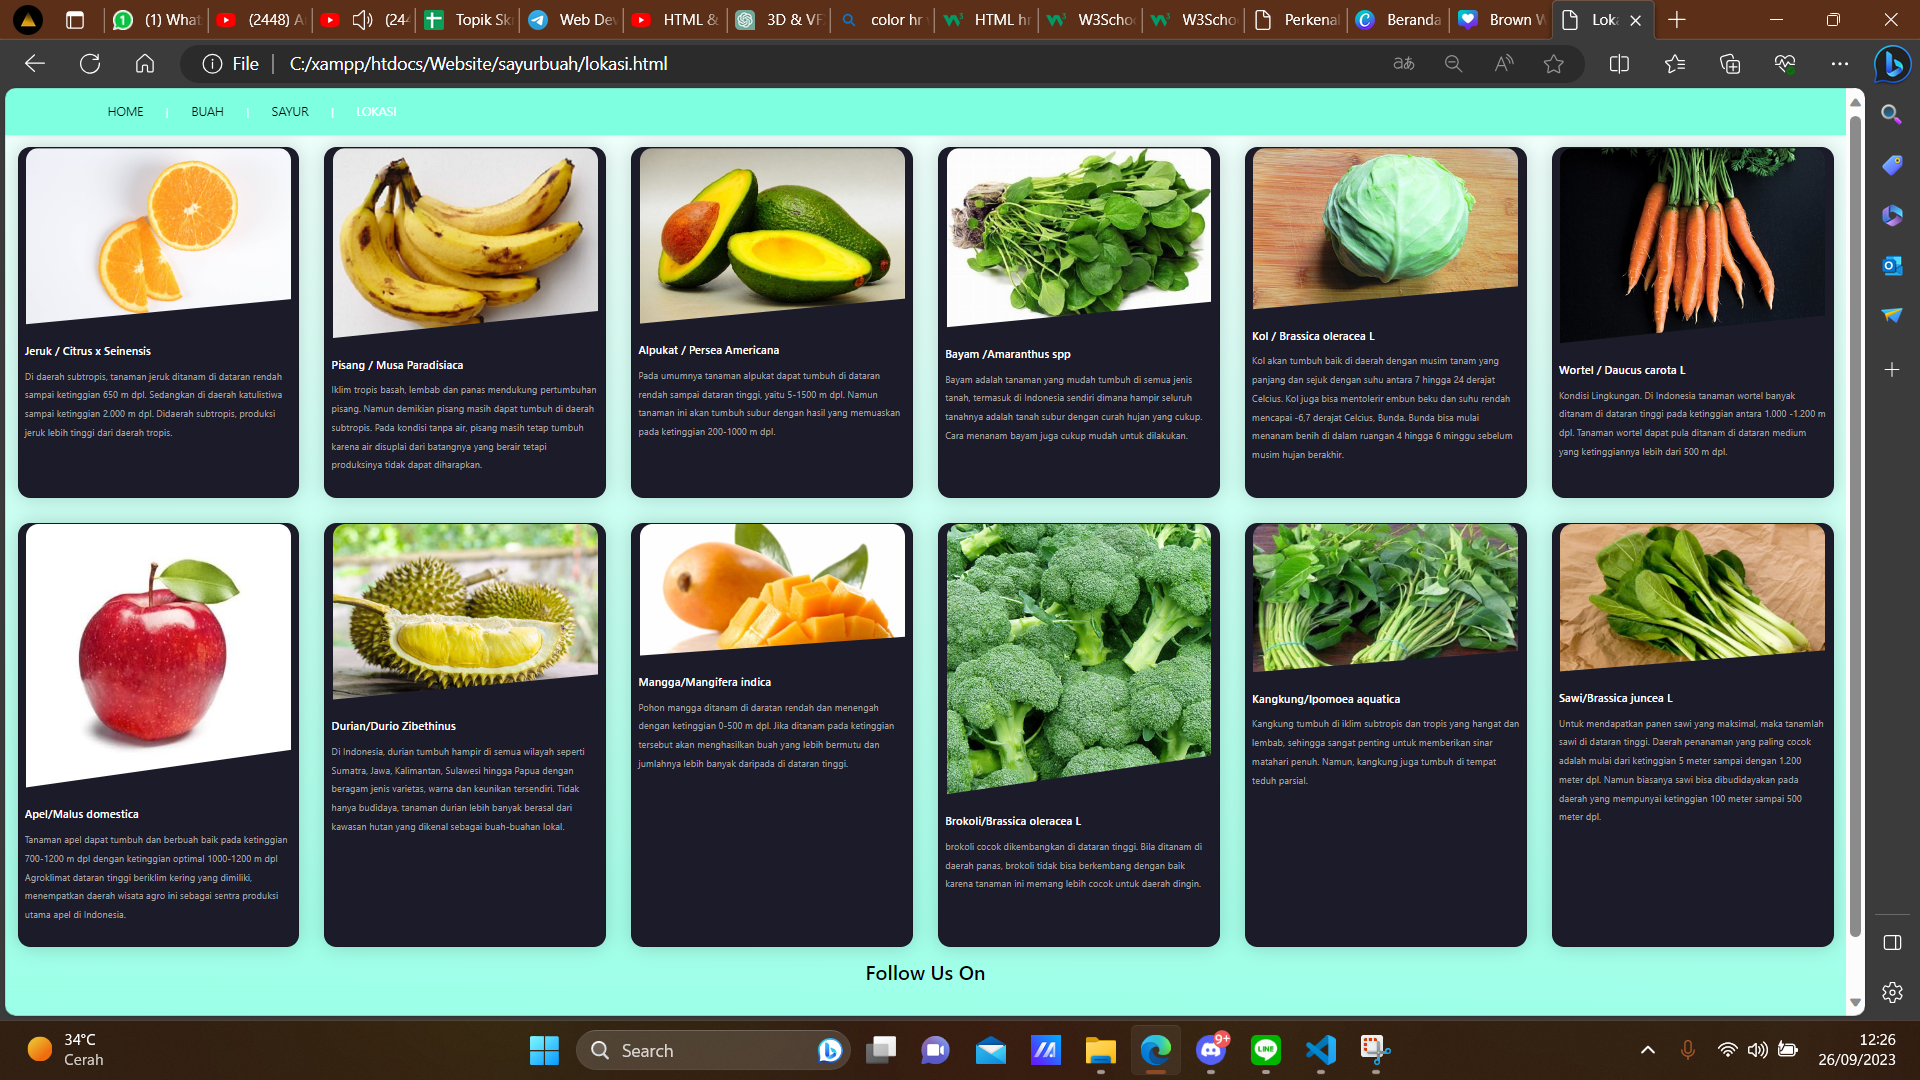 (1) What
(2448) A
(24
Topik Sk
Web Dev
HTML &
3D & VF
color hr
HTML hr
W3Scho
W3Scho
Perkenal
Beranda
Brown W
Lok
File
C:/xampp/htdocs/Website/sayurbuah/lokasi.html
HOME | BUAH | SAYUR | LOKASI
Jeruk / Citrus x Seinensis
Di daerah subtropis, tanaman jeruk ditanam di dataran rendah
sampai ketinggian 650 m dpl. Sedangkan di daerah katulistiwa
sampai ketinggian 2.000 m dpl. Didaerah subtropis, produksi
jeruk lebih tinggi dari daerah tropis.
Pisang / Musa Paradisiaca
Iklim tropis basah, lembab dan panas mendukung pertumbuhan
pisang. Namun demikian pisang masih dapat tumbuh di daerah
subtropis. Pada kondisi tanpa air, pisang masih tetap tumbuh
karena air disuplai dari batangnya yang berair tetapi
produksinya tidak dapat diharapkan.
Alpukat / Persea Americana
Pada umumnya tanaman alpukat dapat tumbuh di dataran
rendah sampai dataran tinggi, yaitu 5-1500 m dpl. Namun
tanaman ini akan tumbuh subur dengan hasil yang memuaskan
pada ketinggian 200-1000 m dpl.
Bayam /Amaranthus spp
Bayam adalah tanaman yang mudah tumbuh di semua jenis
tanah, termasuk di Indonesia sendiri dimana hampir seluruh
tanahnya adalah tanah subur dengan curah hujan yang cukup.
Cara menanam bayam juga cukup mudah untuk dilakukan.
Kol / Brassica oleracea L
Kol akan tumbuh baik di daerah dengan musim tanam yang
panjang dan sejuk dengan suhu antara 7 hingga 24 derajat
Celcius. Kol juga bisa mentolerir embun beku dan suhu rendah
mencapai -6,7 derajat Celcius, Bunda. Bunda bisa mulai
menanam benih di dalam ruangan 4 hingga 6 minggu sebelum
musim hujan berakhir.
Wortel / Daucus carota L
Kondisi Lingkungan. Di Indonesia tanaman wortel banyak
ditanam di dataran tinggi pada ketinggian antara 1.000 -1.200 m
dpl. Tanaman wortel dapat pula ditanam di dataran medium
yang ketinggiannya lebih dari 500 m dpl.
Apel/Malus domestica
Tanaman apel dapat tumbuh dan berbuah baik pada ketinggian
700-1200 m dpl dengan ketinggian optimal 1000-1200 m dpl
Agroklimat dataran tinggi beriklim kering yang dimiliki,
menempatkan daerah wisata agro ini sebagai sentra produksi
utama apel di Indonesia.
Durian/Durio Zibethinus
Di Indonesia, durian tumbuh hampir di semua wilayah seperti
Sumatra, Jawa, Kalimantan, Sulawesi hingga Papua dengan
beragam jenis varietas, warna dan keunikan tersendiri. Tidak
hanya budidaya, tanaman durian lebih banyak berasal dari
kawasan hutan yang dikenal sebagai buah-buahan lokal.
Mangga/Mangifera indica
Pohon mangga ditanam di daratan rendah dan menengah
dengan ketinggian 0-500 m dpl. Jika ditanam pada ketinggian
tersebut akan menghasilkan buah yang lebih bermutu dan
jumlahnya lebih banyak daripada di dataran tinggi.
Brokoli/Brassica oleracea L
brokoli cocok dikembangkan di dataran tinggi. Bila ditanam di
daerah panas, brokoli tidak bisa berkembang dengan baik
karena tanaman ini memang lebih cocok untuk daerah dingin.
Kangkung/Ipomoea aquatica
Kangkung tumbuh di iklim subtropis dan tropis yang hangat dan
lembab, sehingga sangat penting untuk memberikan sinar
matahari penuh. Namun, kangkung juga tumbuh di tempat
teduh parsial.
Sawi/Brassica juncea L
Untuk mendapatkan panen sawi yang maksimal, maka tanamlah
sawi di dataran tinggi. Daerah penanaman yang paling cocok
adalah mulai dari ketinggian 5 meter sampai dengan 1.200
meter dpl. Namun biasanya sawi bisa dibudidayakan pada
daerah yang mempunyai ketinggian 100 meter sampai 500
meter dpl.
Follow Us On
34°C
Cerah
Search
9+
LINE
12:26
26/09/2023